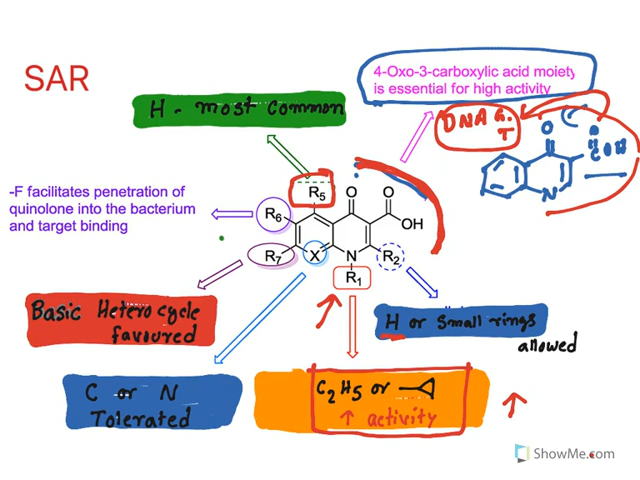 SAR
4-Oxo-3-carboxylic acid moiety
is essential for high activity
H - most common
DNA G.
T
O
O
C OH
N
-F facilitates penetration of
quinolone into the bacterium
and target binding
R5
O
O
R6
OH
R7
X
N
R2
R1
Basic Heterocycle
favoured
H or Small rings
allowed
C or N
Tolerated
C2H5 or
↑ activity
ShowMe.com